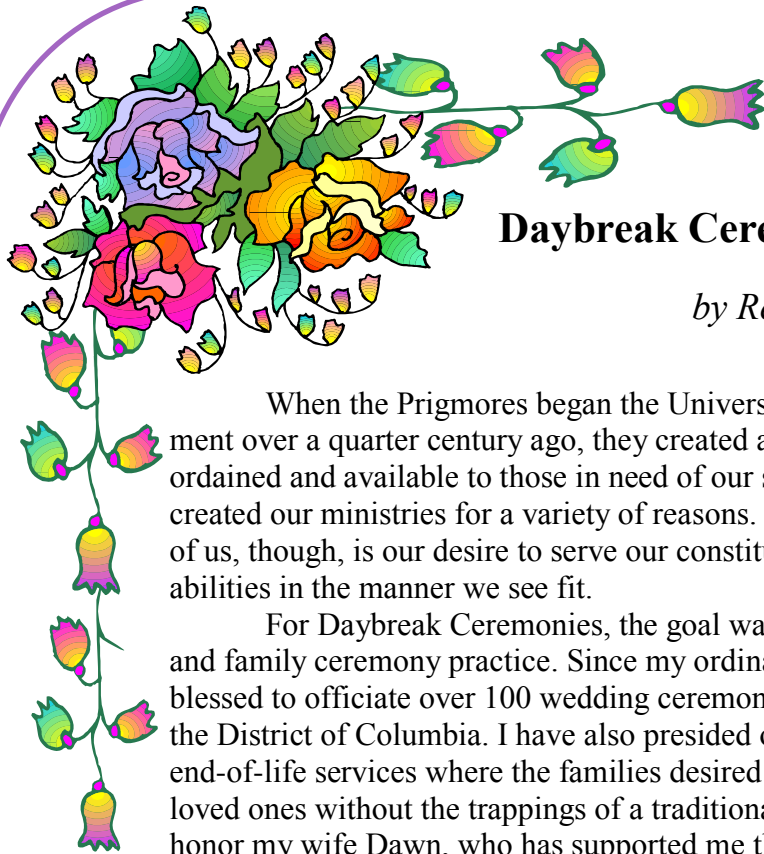 Daybreak Cere
by R
When the Prigmores began the Univers
ment over a quarter century ago, they created a
ordained and available to those in need of our s
created our ministries for a variety of reasons.
of us, though, is our desire to serve our constitu
abilities in the manner we see fit.
For Daybreak Ceremonies, the goal wa
and family ceremony practice. Since my ordina
blessed to officiate over 100 wedding ceremon
the District of Columbia. I have also presided o
end-of-life services where the families desired
loved ones without the trappings of a traditiona
honor my wife Dawn, who has supported me th